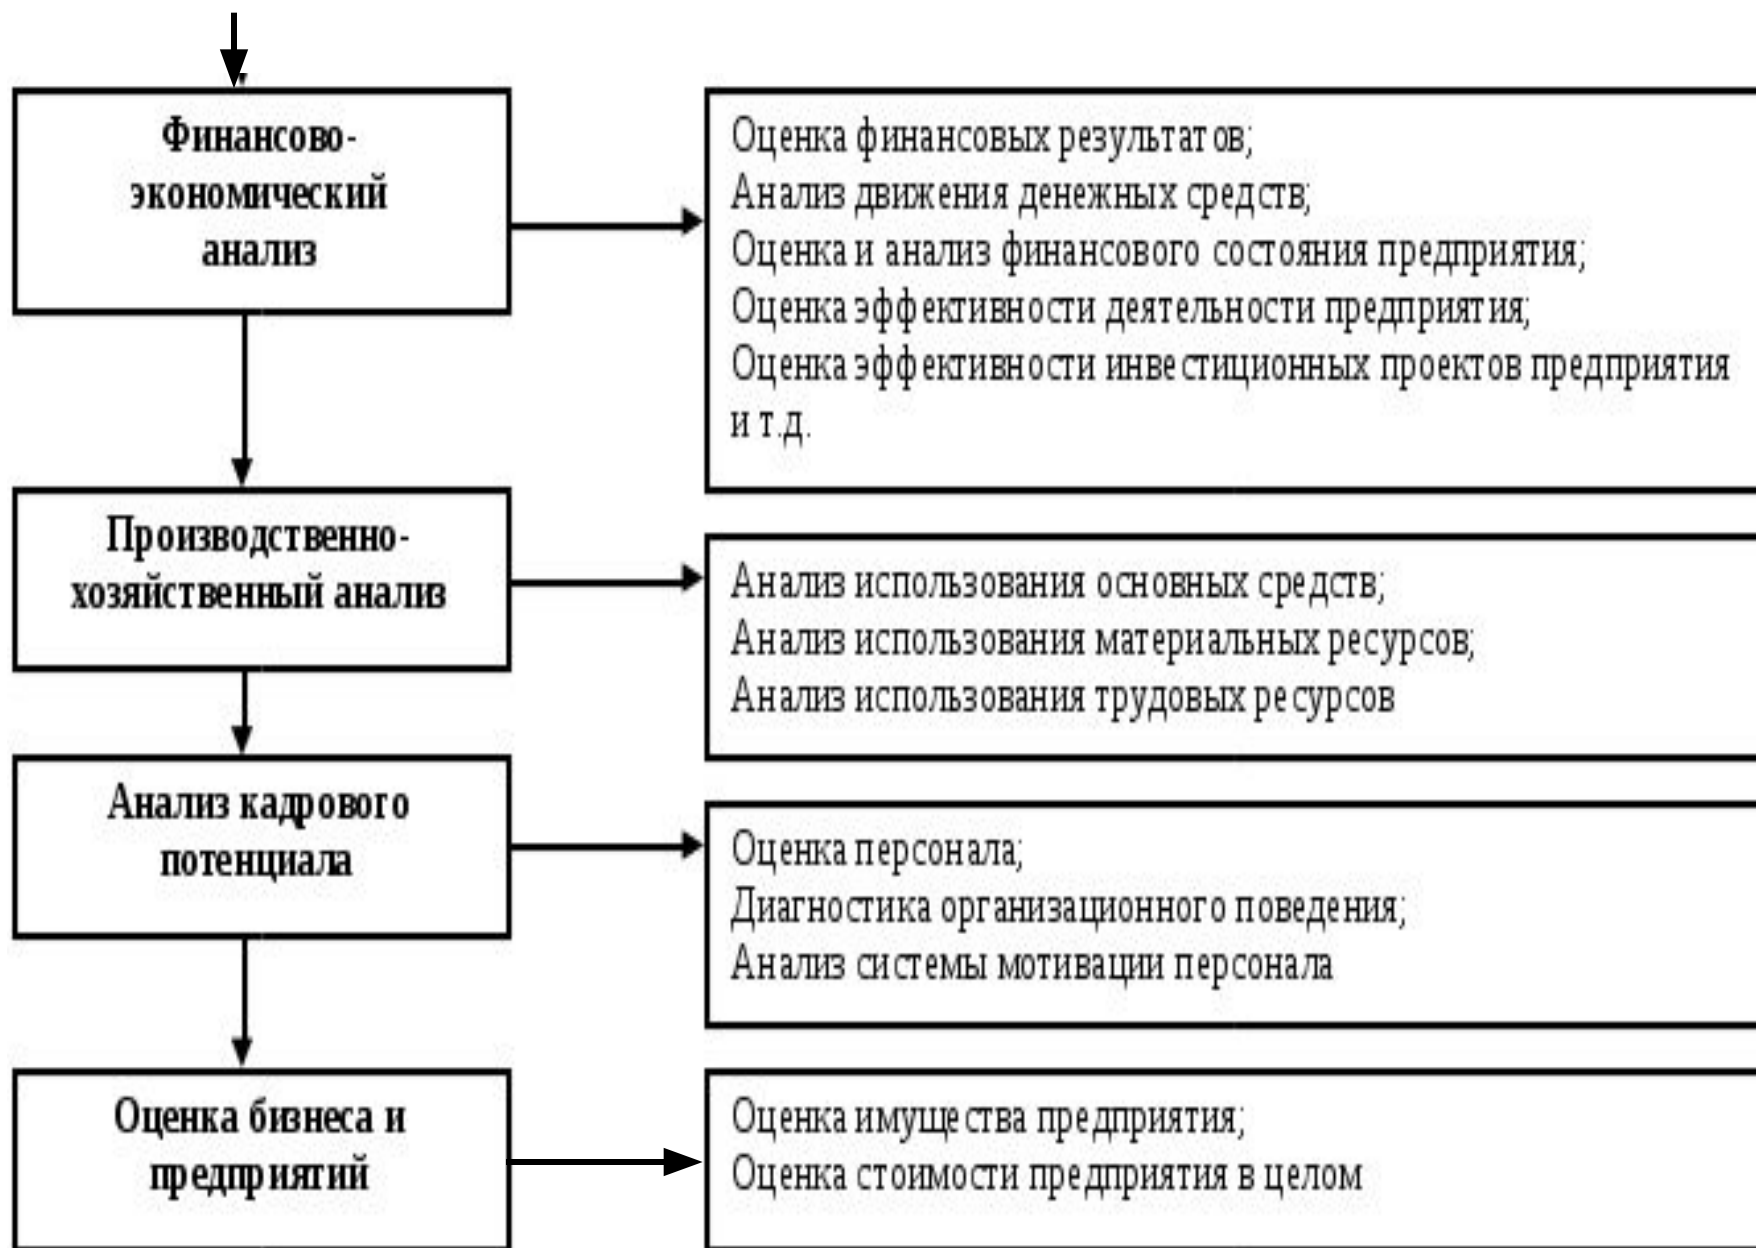 Финансово-
экономический
анализ
Оценка финансовых результатов;
Анализ движения денежных средств;
Оценка и анализ финансового состояния предприятия;
Оценка эффективности деятельности предприятия;
Оценка эффективности инвестиционных проектов предприятия
и т.д.
Производственно-
хозяйственный анализ
Анализ использования основных средств;
Анализ использования материальных ресурсов;
Анализ использования трудовых ресурсов
Анализ кадрового
потенциала
Оценка персонала;
Диагностика организационного поведения;
Анализ системы мотивации персонала
Оценка бизнеса и
предприятий
Оценка имущества предприятия;
Оценка стоимости предприятия в целом